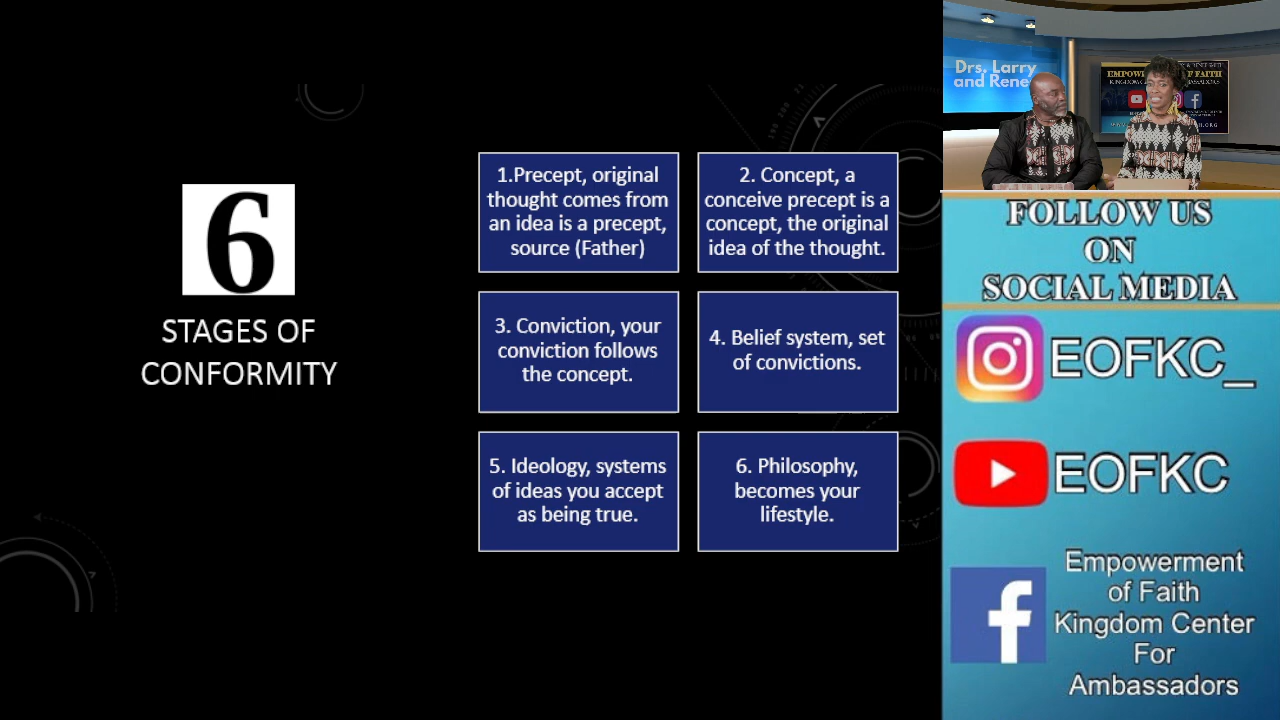 6
STAGES OF
CONFORMITY
1.Precept, original
thought comes from
an idea is a precept,
source (Father)
2. Concept, a
conceive precept is a
concept, the original
idea of the thought.
3. Conviction, your
conviction follows
the concept.
4. Belief system, set
of convictions.
5. Ideology, systems
of ideas you accept
as being true.
6. Philosophy,
becomes your
lifestyle.
Drs. Larry
and Rene
FOLLOW US
ON
SOCIAL MEDIA
EOFKC_
EOFKC
Empowerment
of Faith
Kingdom Center
For
Ambassadors